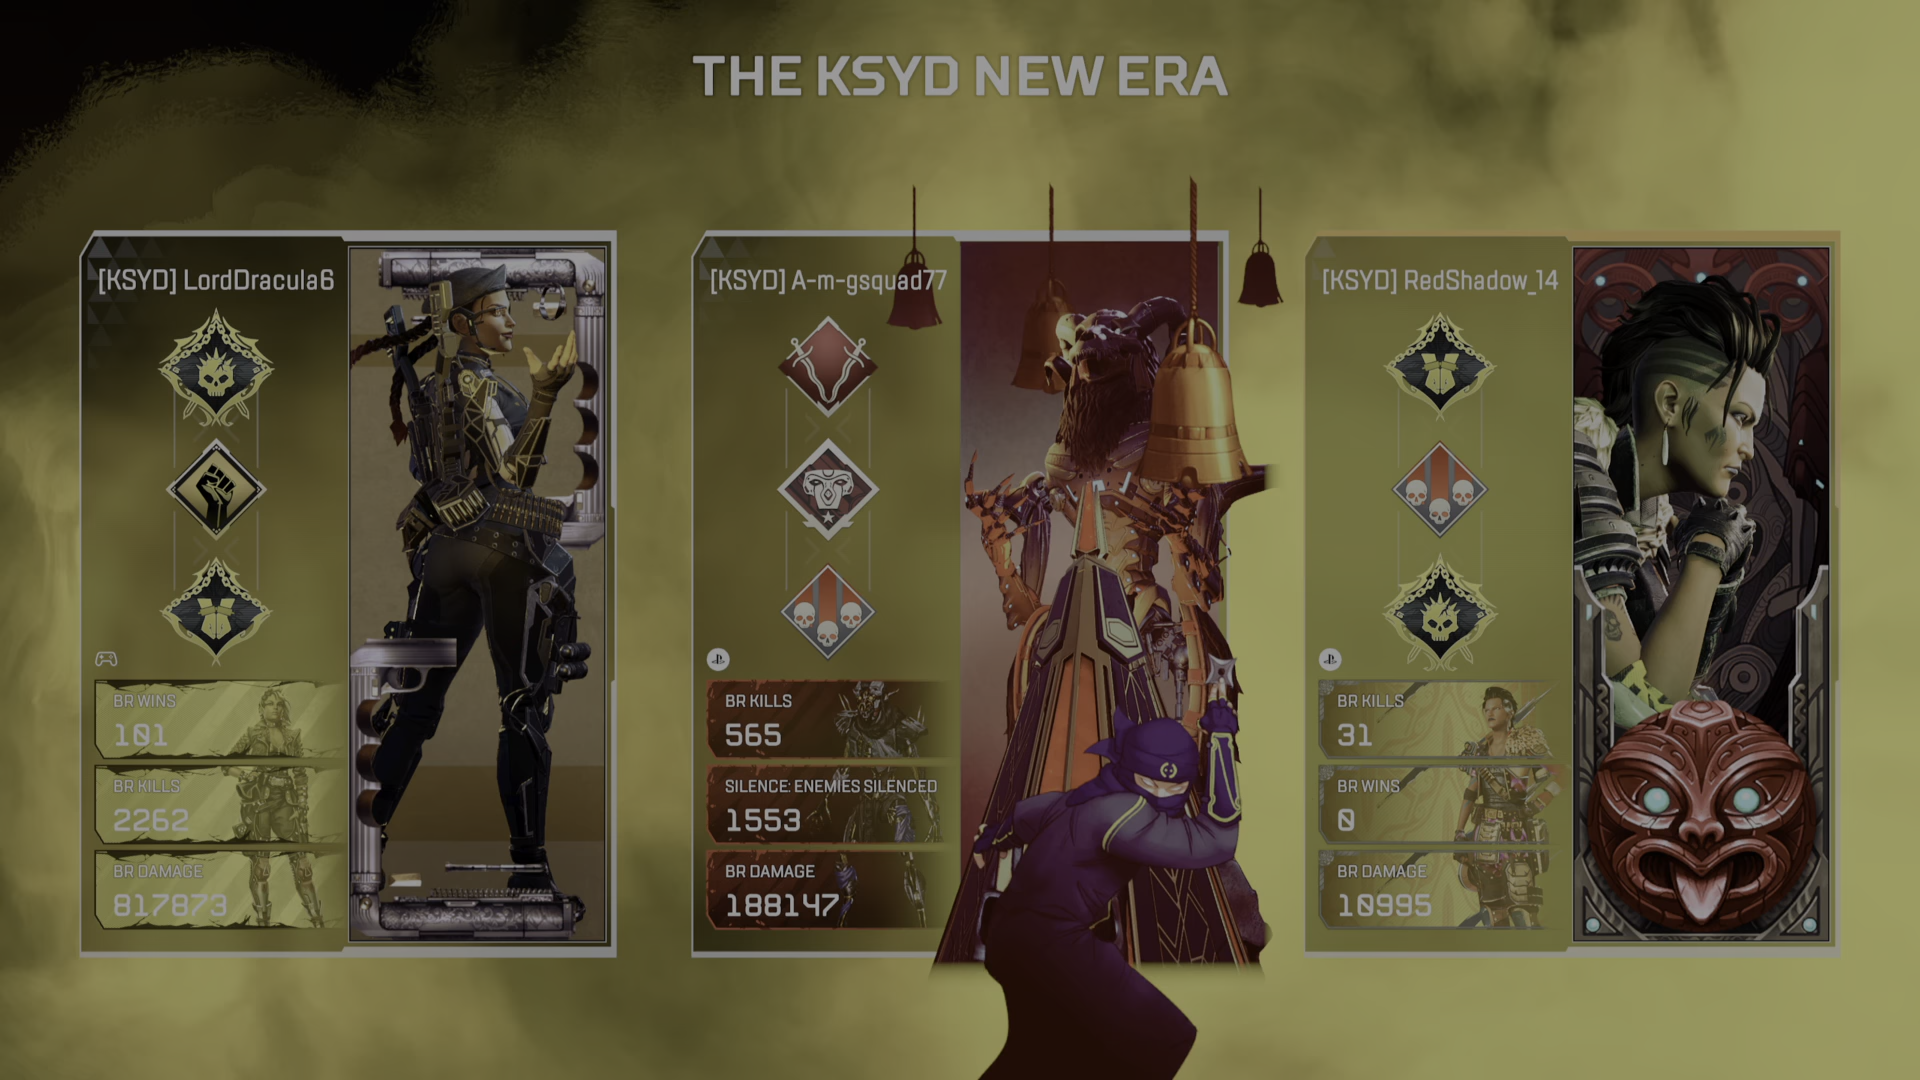 THE KSYD NEW ERA
[KSYD] LordDracula6
BR WINS
101
BR KILLS
2262
BR DAMAGE
817873
[KSYD] A-m-gsquad77
BR KILLS
565
SILENCE: ENEMIES SILENCED
1553
BR DAMAGE
188147
[KSYD] RedShadow_14
BR KILLS
31
BR WINS
0
BR DAMAGE
10995